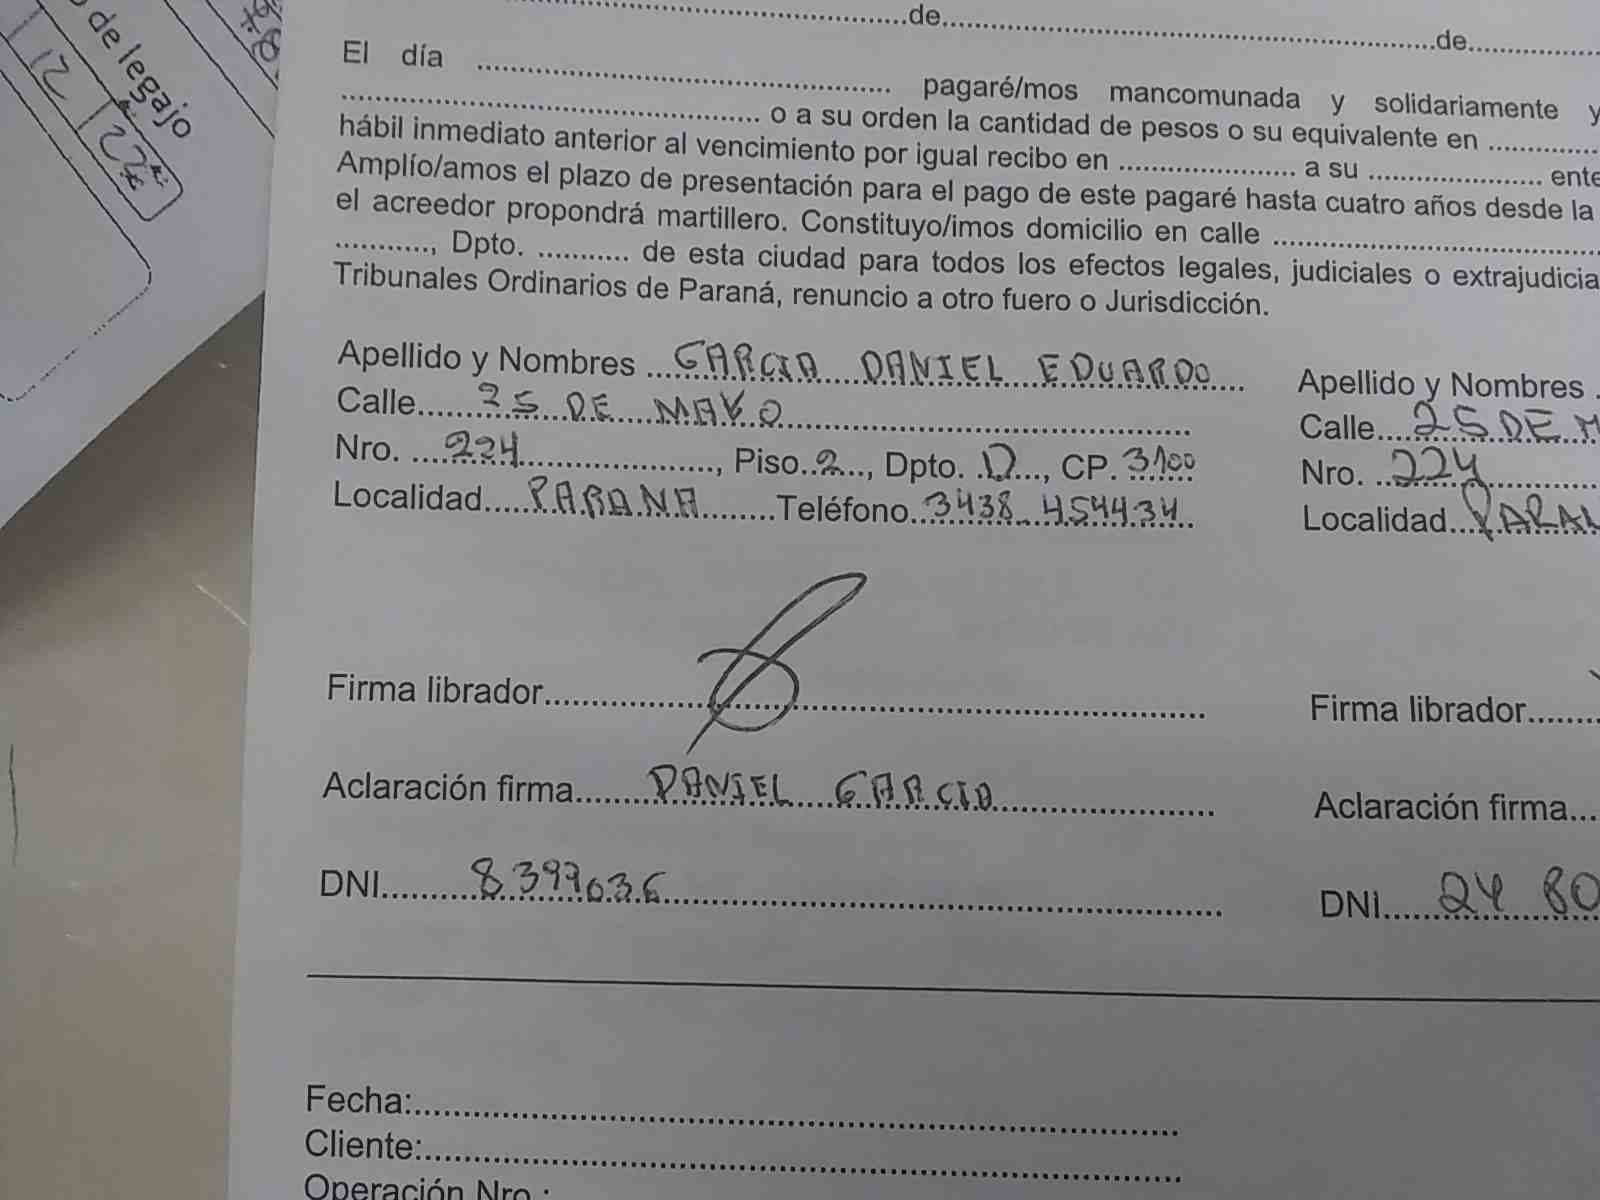 de legajo
21
22
...de...de...
El día ... pagaré/mos mancomunada y solidariamente y
... o a su orden la cantidad de pesos o su equivalente en ...
hábil inmediato anterior al vencimiento por igual recibo en ... a su ... ente
Amplío/amos el plazo de presentación para el pago de este pagaré hasta cuatro años desde la
el acreedor propondrá martillero. Constituyo/imos domicilio en calle ...
..., Dpto. ... de esta ciudad para todos los efectos legales, judiciales o extrajudicia
Tribunales Ordinarios de Paraná, renuncio a otro fuero o Jurisdicción.
Apellido y Nombres ... GARCIA DANIEL EDUARDO
Calle... 25 DE MAYO
Nro. ... 224 ..., Piso.. 2 ..., Dpto. D ..., CP. 3100
Localidad... PARANA ...Teléfono... 3438 454434
Firma librador...
Aclaración firma... DANIEL GARCIA
DNI... 8399036
Apellido y Nombres .
Calle... 25 DE M
Nro. ... 224
Localidad... PARA
Firma librador...
Aclaración firma...
DNI... 24 80
Fecha:...
Cliente:...
Operación Nro.: